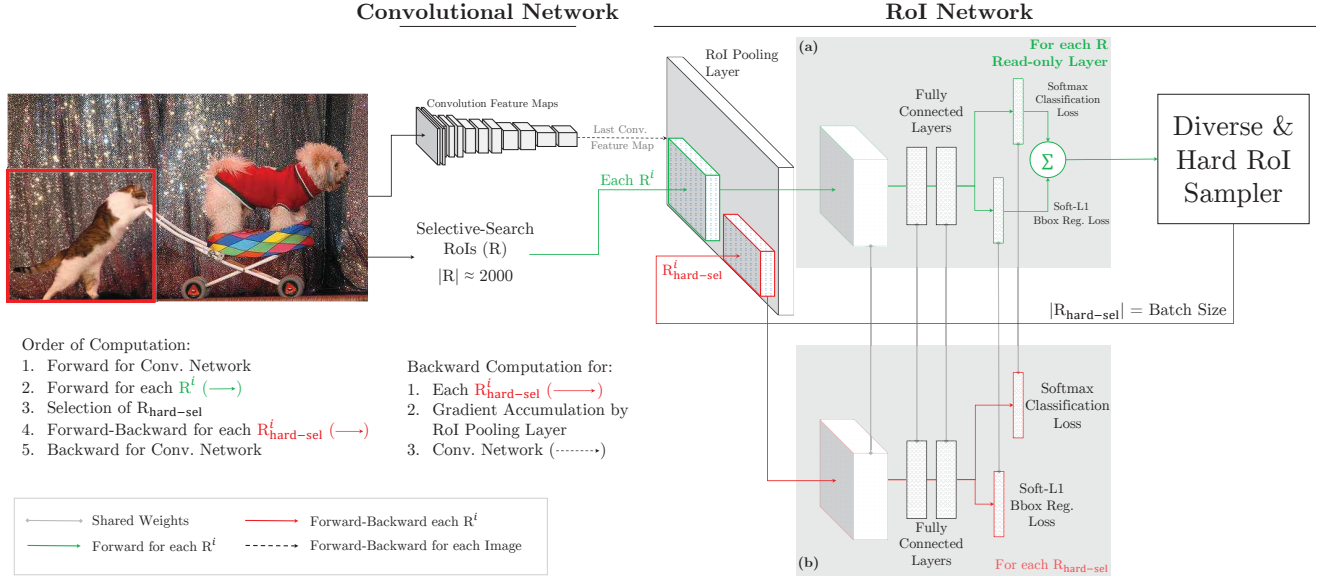 Convolutional Network
RoI Network
(a)
For each R
Read-only Layer
RoI Pooling
Layer
Convolution Feature Maps
Last Conv.
Feature Map
Fully
Connected
Layers
Softmax
Classification
Loss
Σ
Soft-L1
Bbox Reg. Loss
Diverse &
Hard RoI
Sampler
Each R^i
Selective-Search
RoIs (R)
|R| ≈ 2000
R^i_hard−sel
|R_hard−sel| = Batch Size
Order of Computation:
1. Forward for Conv. Network
2. Forward for each R^i (→)
3. Selection of R_hard−sel
4. Forward-Backward for each R^i_hard−sel (→)
5. Backward for Conv. Network
Backward Computation for:
1. Each R^i_hard−sel (→)
2. Gradient Accumulation by
RoI Pooling Layer
3. Conv. Network (-----→)
Softmax
Classification
Loss
Soft-L1
Bbox Reg.
Loss
Fully
Connected
Layers
(b)
For each R_hard−sel
Shared Weights
Forward-Backward each R^i
Forward for each R^i
Forward-Backward for each Image